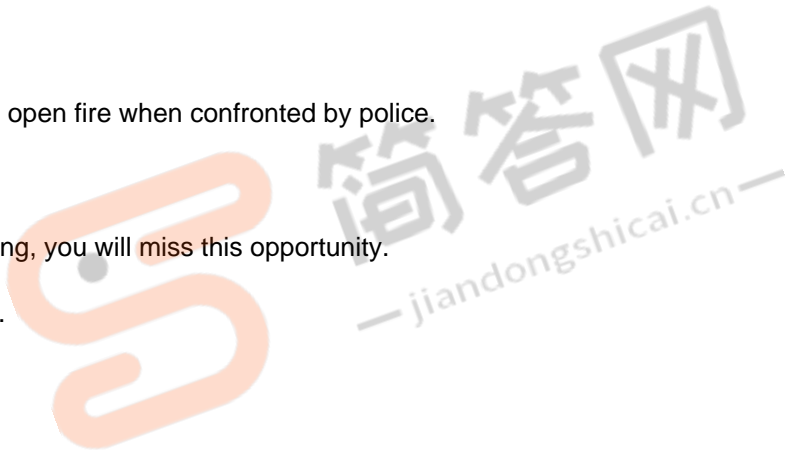 open fire when confronted by police.
ng, you will miss this opportunity.
.
简答网
jiandongshicai.cn